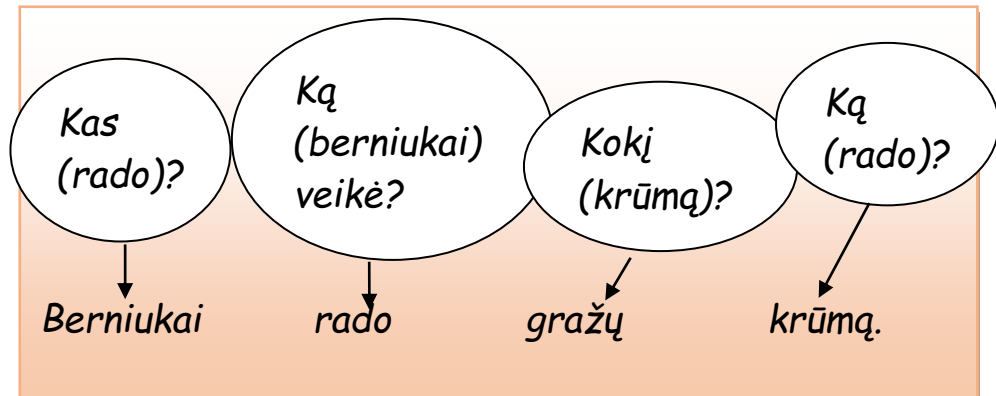 Kas
(rado)?
Ką
(berniukai)
veikė?
Kokį
(krūmą)?
Ką
(rado)?
Berniukai rado gražų krūmą.